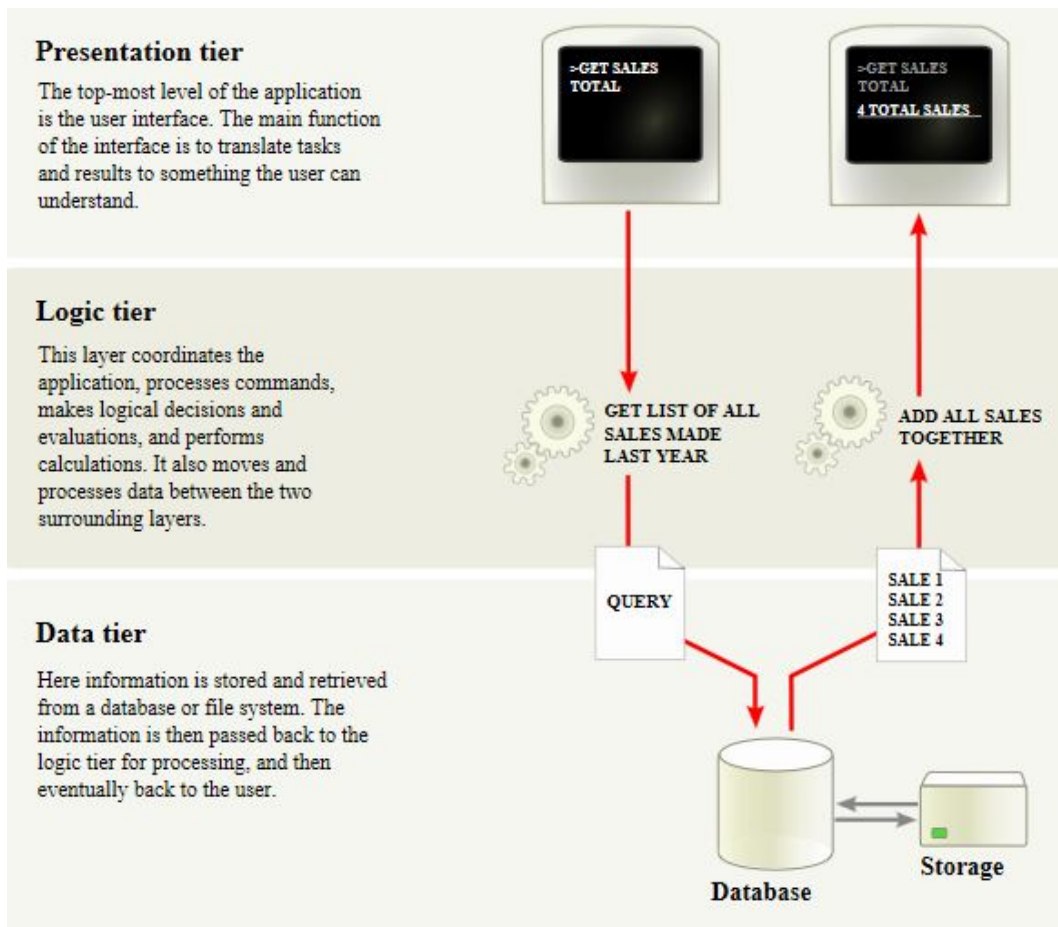 Presentation tier
The top-most level of the application
is the user interface. The main function
of the interface is to translate tasks
and results to something the user can
understand.
>GET SALES
TOTAL
>GET SALES
TOTAL
4 TOTAL SALES
Logic tier
This layer coordinates the
application, processes commands,
makes logical decisions and
evaluations, and performs
calculations. It also moves and
processes data between the two
surrounding layers.
GET LIST OF ALL
SALES MADE
LAST YEAR
ADD ALL SALES
TOGETHER
QUERY
SALE 1
SALE 2
SALE 3
SALE 4
Data tier
Here information is stored and retrieved
from a database or file system. The
information is then passed back to the
logic tier for processing, and then
eventually back to the user.
Database
Storage